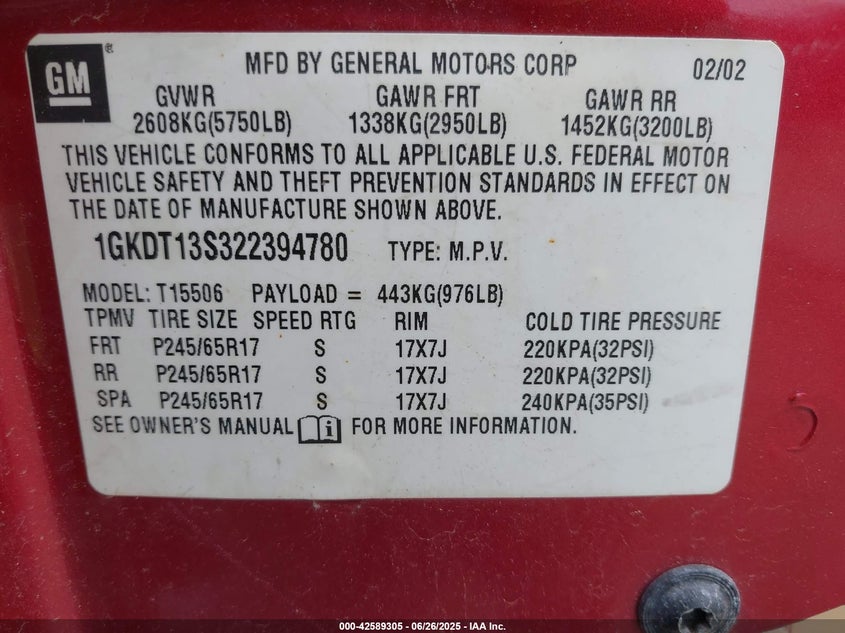 GM ®
MFD BY GENERAL MOTORS CORP 02/02
GVWR GAWR FRT GAWR RR
2608KG(5750LB) 1338KG(2950LB) 1452KG(3200LB)
THIS VEHICLE CONFORMS TO ALL APPLICABLE U.S. FEDERAL MOTOR
VEHICLE SAFETY AND THEFT PREVENTION STANDARDS IN EFFECT ON
THE DATE OF MANUFACTURE SHOWN ABOVE.
1GKDT13S322394780 TYPE: M.P.V.
MODEL: T15506 PAYLOAD = 443KG(976LB)
TPMV TIRE SIZE SPEED RTG RIM COLD TIRE PRESSURE
FRT P245/65R17 S 17X7J 220KPA(32PSI)
RR P245/65R17 S 17X7J 220KPA(32PSI)
SPA P245/65R17 S 17X7J 240KPA(35PSI)
SEE OWNER'S MANUAL i FOR MORE INFORMATION.
000-42589305 - 06/26/2025 - IAA Inc.